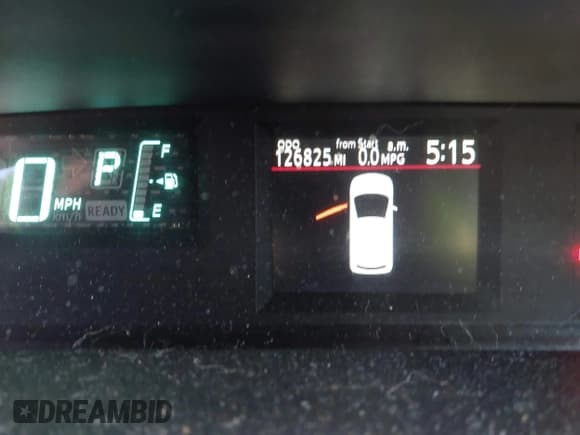 0 MPH
km/h
P
READY
F
E
ODO 126825 MI
from Start 0.0 MPG
a.m. 5:15
DREAMBID